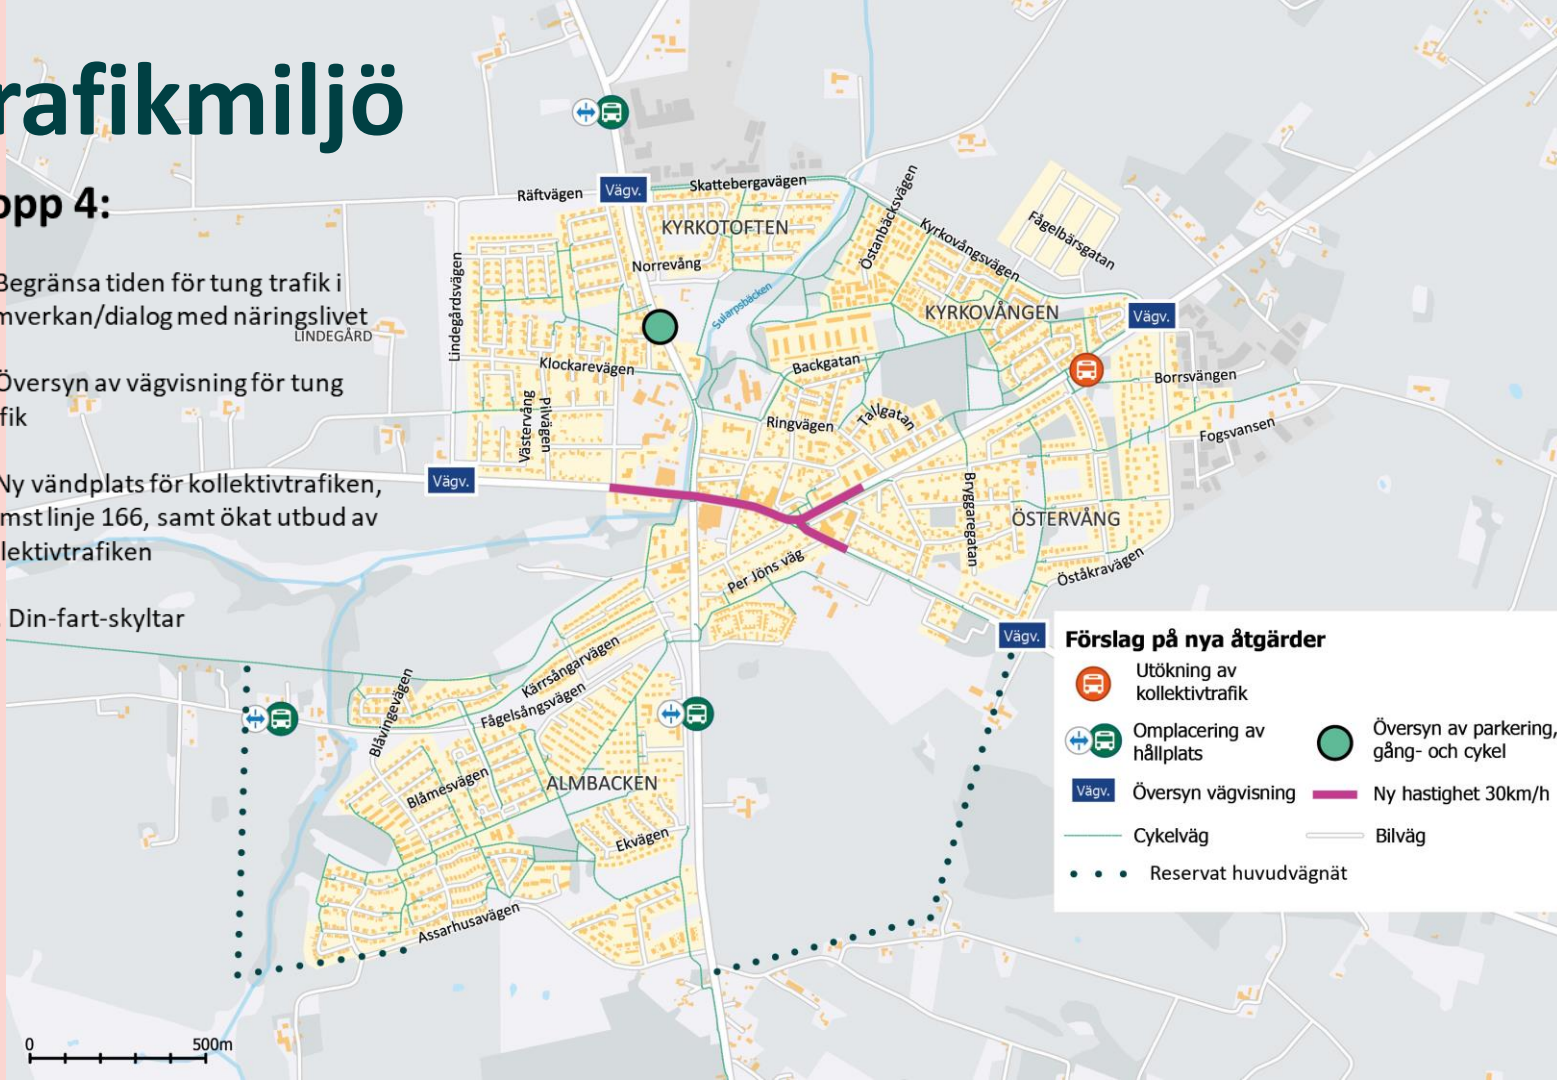 rafikmiljö
opp 4:
Begränsa tiden för tung trafik i
mverkan/dialog med näringslivet
Översyn av vägvisning för tung
fik
Ny vändplats för kollektivtrafiken,
mst linje 166, samt ökat utbud av
lektivtrafiken
Din-fart-skyltar
LINDEGÅRD
Räftvägen
Vägv.
Skattebergavägen
KYRKOTOFTEN
Norrevång
Lindegårdsvägen
Sularpsbäcken
Östanbäcksvägen
Kyrkovångsvägen
Fågelbärsgatan
KYRKOVÅNGEN
Vägv.
Klockarevägen
Backgatan
Borrsvängen
Västervång
Pilvägen
Ringvägen
Tallgatan
Fogsvansen
Vägv.
Bryggaregatan
ÖSTERVÅNG
Per Jöns väg
Öståkravägen
Vägv.
Kärrsångarvägen
Fågelsångsvägen
Blåvingevägen
Blåmesvägen
ALMBACKEN
Ekvägen
Assarhusavägen
Förslag på nya åtgärder
Utökning av
kollektivtrafik
Omplacering av
hållplats
Översyn av parkering,
gång- och cykel
Vägv.
Översyn vägvisning
Ny hastighet 30km/h
Cykelväg
Bilväg
Reservat huvudvägnät
0
500m